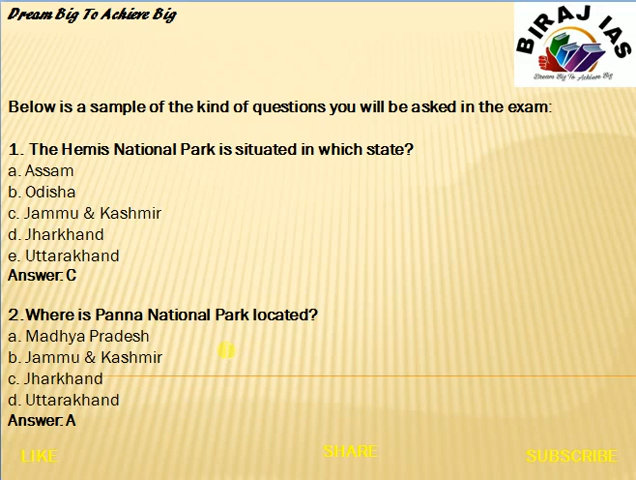 Dream Big To Achieve Big
BIRAJ IAS
Dream Big To Achieve Big
Below is a sample of the kind of questions you will be asked in the exam:
1. The Hemis National Park is situated in which state?
a. Assam
b. Odisha
c. Jammu & Kashmir
d. Jharkhand
e. Uttarakhand
Answer: C
2.Where is Panna National Park located?
a. Madhya Pradesh
b. Jammu & Kashmir
c. Jharkhand
d. Uttarakhand
Answer: A
LIKE
SHARE
SUBSCRIBE